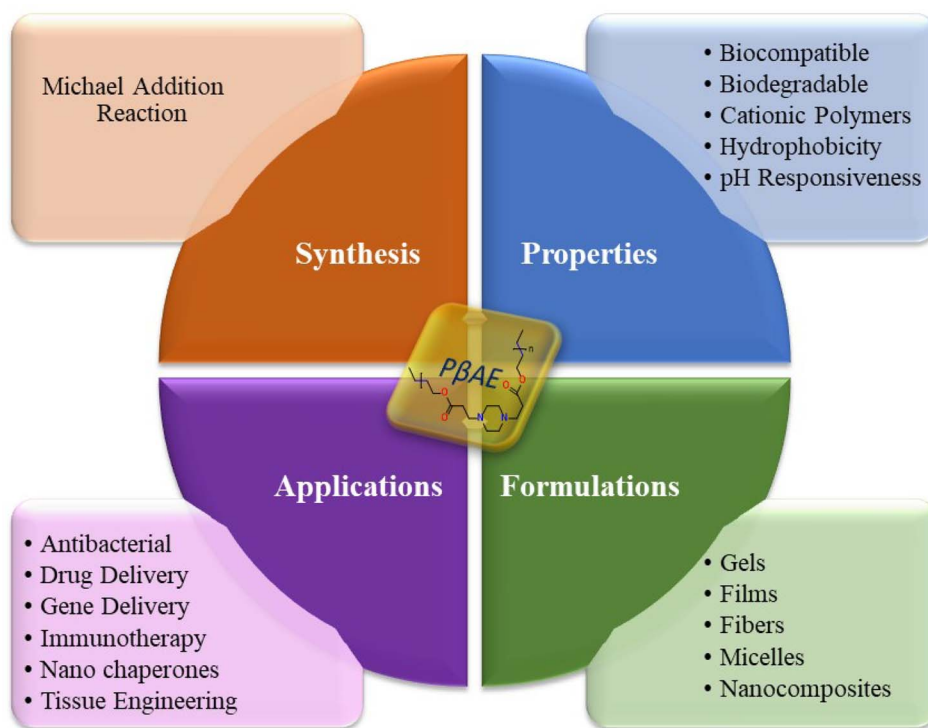 Michael Addition
Reaction
• Biocompatible
• Biodegradable
• Cationic Polymers
• Hydrophobicity
• pH Responsiveness
Synthesis
Properties
PβAE
n
O
O
O
O
N
N
Applications
Formulations
• Antibacterial
• Drug Delivery
• Gene Delivery
• Immunotherapy
• Nano chaperones
• Tissue Engineering
• Gels
• Films
• Fibers
• Micelles
• Nanocomposites